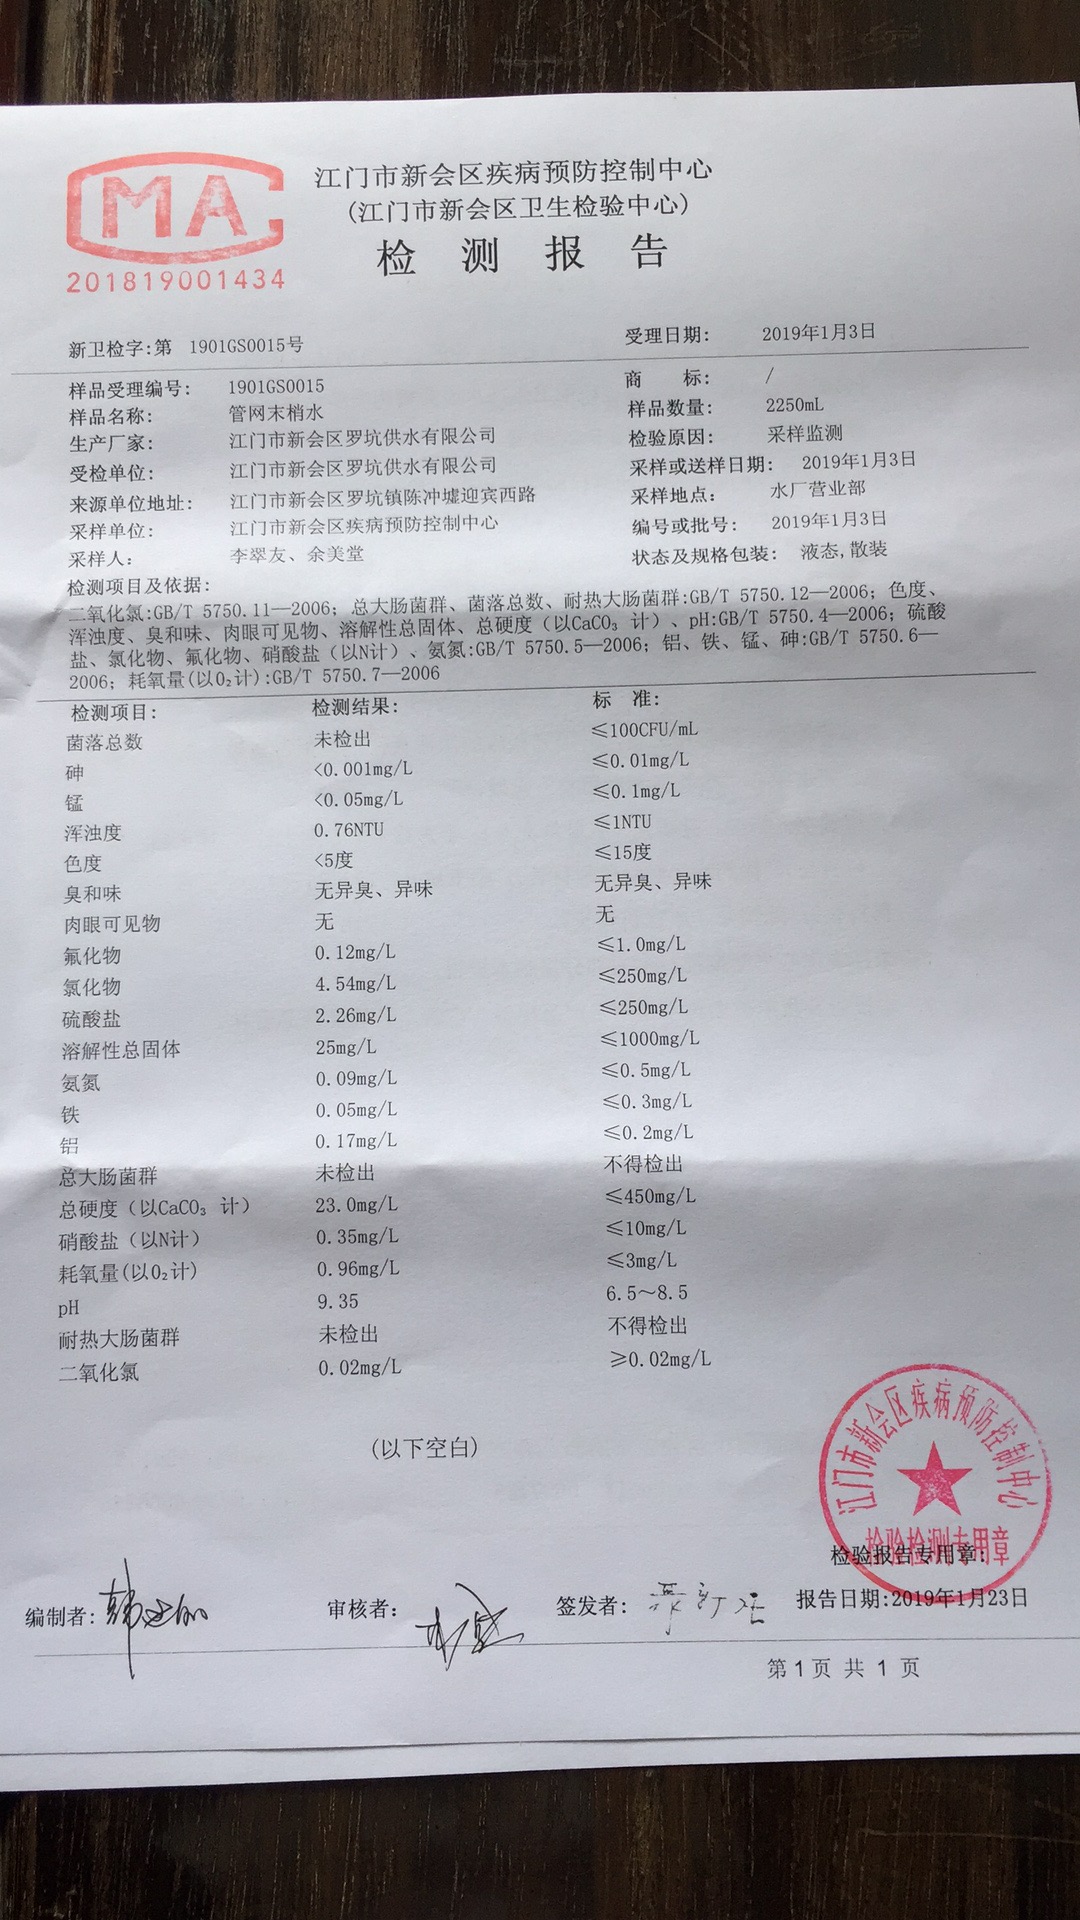 MA
201819001434
江门市新会区疾病预防控制中心
(江门市新会区卫生检验中心)
检 测 报 告
新卫检字:第 1901GS0015号 受理日期: 2019年1月3日
样品受理编号: 1901GS0015 商 标: /
样品名称: 管网末梢水 样品数量: 2250mL
生产厂家: 江门市新会区罗坑供水有限公司 检验原因: 采样监测
受检单位: 江门市新会区罗坑供水有限公司 采样或送样日期: 2019年1月3日
来源单位地址: 江门市新会区罗坑镇陈冲墟迎宾西路 采样地点: 水厂营业部
采样单位: 江门市新会区疾病预防控制中心 编号或批号: 2019年1月3日
采样人: 李翠友、余美堂 状态及规格包装: 液态,散装
检测项目及依据:
二氧化氯:GB/T 5750.11—2006; 总大肠菌群、菌落总数、耐热大肠菌群:GB/T 5750.12—2006; 色度、
浑浊度、臭和味、肉眼可见物、溶解性总固体、总硬度(以CaCO₃ 计)、pH:GB/T 5750.4—2006; 硫酸
盐、氯化物、氟化物、硝酸盐(以N计)、氨氮:GB/T 5750.5—2006; 铝、铁、锰、砷:GB/T 5750.6—
2006; 耗氧量(以O₂计):GB/T 5750.7—2006
检测项目: 检测结果: 标 准:
菌落总数 未检出 ≤100CFU/mL
砷 <0.001mg/L ≤0.01mg/L
锰 <0.05mg/L ≤0.1mg/L
浑浊度 0.76NTU ≤1NTU
色度 <5度 ≤15度
臭和味 无异臭、异味 无异臭、异味
肉眼可见物 无 无
氟化物 0.12mg/L ≤1.0mg/L
氯化物 4.54mg/L ≤250mg/L
硫酸盐 2.26mg/L ≤250mg/L
溶解性总固体 25mg/L ≤1000mg/L
氨氮 0.09mg/L ≤0.5mg/L
铁 0.05mg/L ≤0.3mg/L
铝 0.17mg/L ≤0.2mg/L
总大肠菌群 未检出 不得检出
总硬度(以CaCO₃ 计) 23.0mg/L ≤450mg/L
硝酸盐(以N计) 0.35mg/L ≤10mg/L
耗氧量(以O₂计) 0.96mg/L ≤3mg/L
pH 9.35 6.5~8.5
耐热大肠菌群 未检出 不得检出
二氧化氯 0.02mg/L ≥0.02mg/L
(以下空白)
江门市新会区疾病预防控制中心
检验检测专用章
检验报告专用章:
编制者: 审核者: 签发者: 报告日期:2019年1月23日
第 1 页 共 1 页